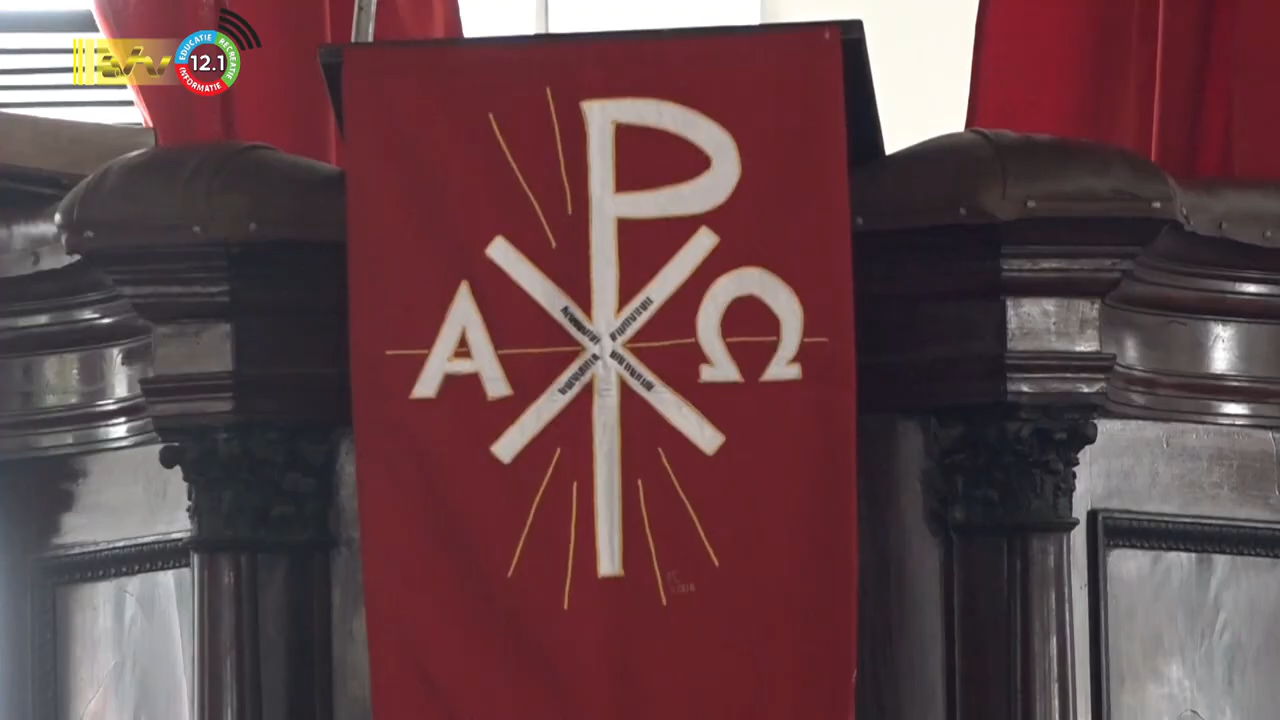 EDUCATIE
RECREATIE
INFORMATIE
12.1
Α Ω